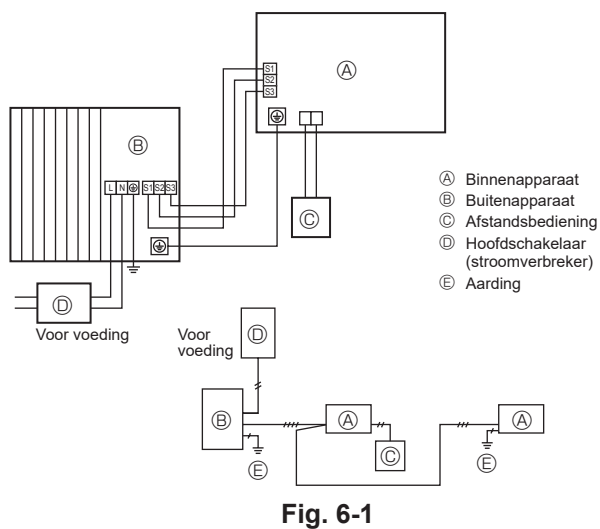 S1
S2
S3
Ⓐ
Ⓑ
L N S1 S2 S3
Ⓒ
Ⓓ
Voor voeding
Ⓐ Binnenapparaat
Ⓑ Buitenapparaat
Ⓒ Afstandsbediening
Ⓓ Hoofdschakelaar
(stroomverbreker)
Ⓔ Aarding
Voor
voeding
Ⓓ
Ⓑ
Ⓐ
Ⓐ
Ⓒ
Ⓔ
Ⓔ
Fig. 6-1